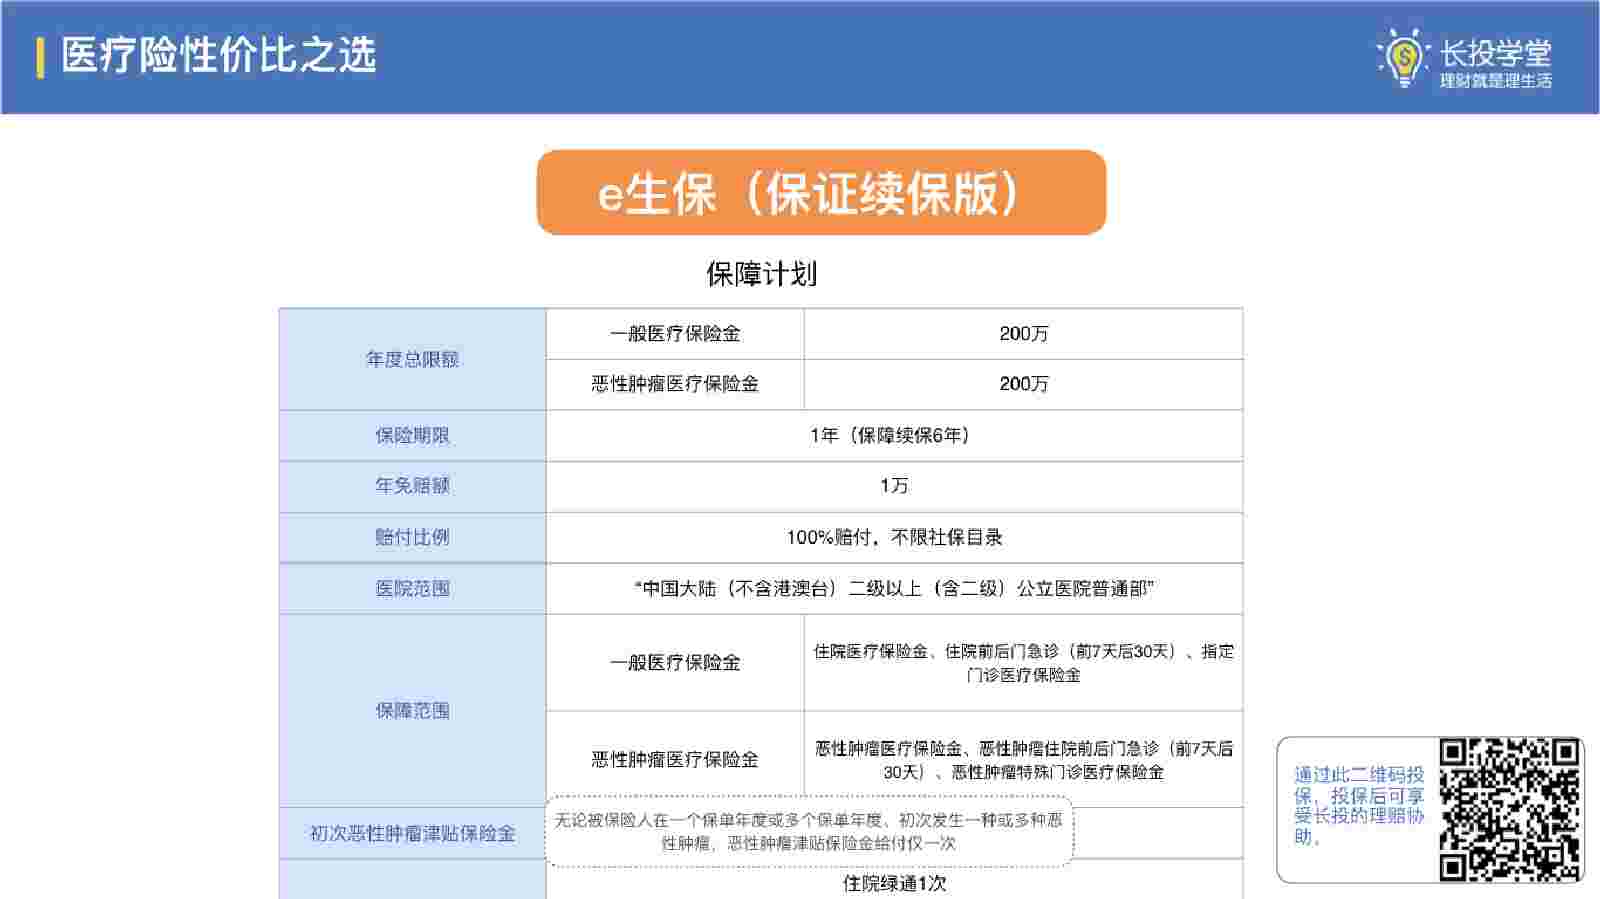 医疗险性价比之选
长投学堂
理财就是理生活
e生保（保证续保版）
保障计划
年度总限额
一般医疗保险金
200万
恶性肿瘤医疗保险金
200万
保险期限
1年（保障续保6年）
年免赔额
1万
赔付比例
100%赔付，不限社保目录
医院范围
“中国大陆（不含港澳台）二级以上（含二级）公立医院普通部”
保障范围
一般医疗保险金
住院医疗保险金、住院前后门急诊（前7天后30天）、指定
门诊医疗保险金
恶性肿瘤医疗保险金
恶性肿瘤医疗保险金、恶性肿瘤住院前后门急诊（前7天后
30天）、恶性肿瘤特殊门诊医疗保险金
初次恶性肿瘤津贴保险金
无论被保险人在一个保单年度或多个保单年度、初次发生一种或多种恶
性肿瘤，恶性肿瘤津贴保险金给付仅一次
住院绿通1次
通过此二维码投
保，投保后可享
受长投的理赔协
助。